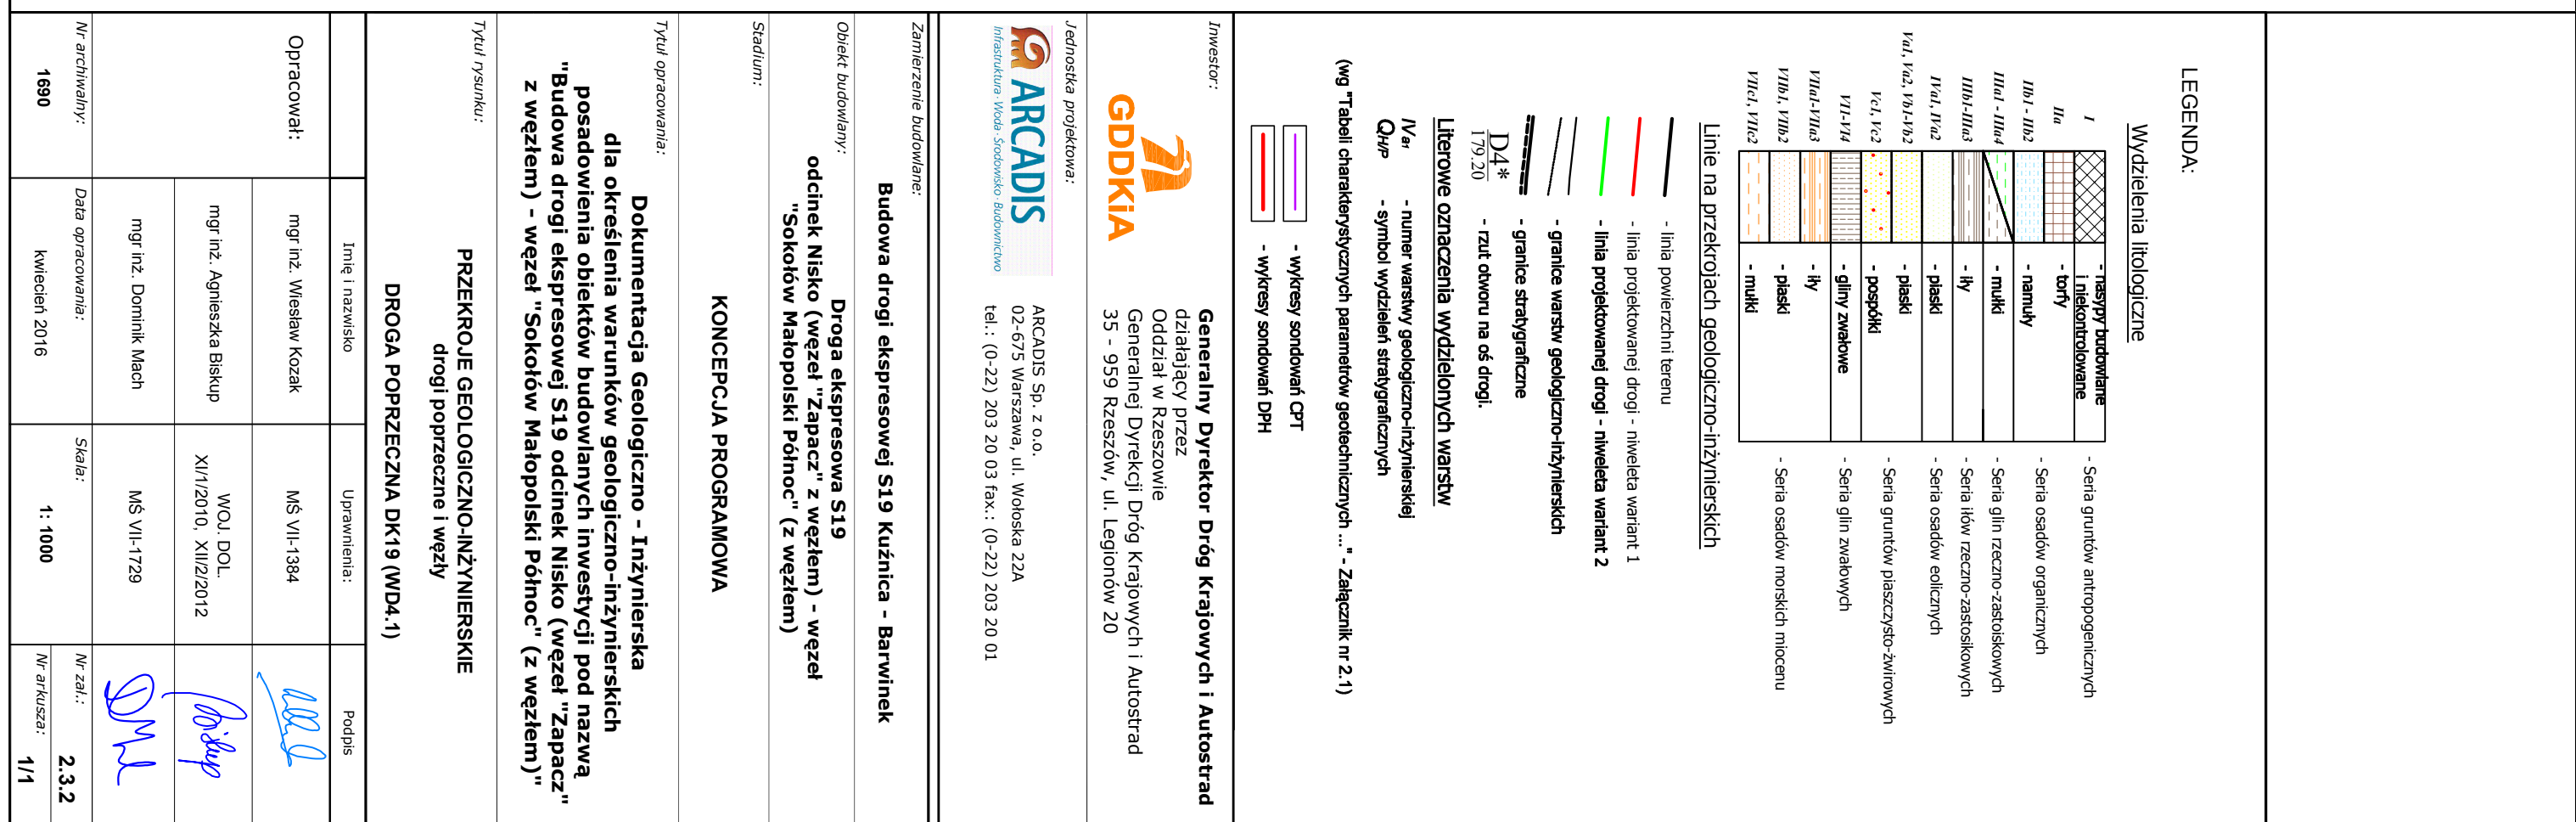 LEGENDA:
Wydzielenia litologiczne
I - nasypy budowlane i niekontrolowane - Seria gruntów antropogenicznych
IIa - torfy
IIb1 - IIb2 - namuły - Seria osadów organicznych
IIIa1 - IIIa4 - mułki - Seria glin rzeczno-zastoiskowych
IIIb1-IIIa3 - iły - Seria iłów rzeczno-zastosikowych
IVa1, IVa2 - piaski - Seria osadów eolicznych
Va1, Va2, Vb1-Vb2 - piaski - Seria gruntów piaszczysto-żwirowych
Vc1, Vc2 - pospółki
VI1-VI4 - gliny zwałowe - Seria glin zwałowych
VIIa1-VIIa3 - iły
VIIb1, VIIb2 - piaski - Seria osadów morskich miocenu
VIIc1, VIIc2 - mułki
Linie na przekrojach geologiczno-inżynierskich
- linia powierzchni terenu
- linia projektowanej drogi - niweleta wariant 1
- linia projektowanej drogi - niweleta wariant 2
- granice warstw geologiczno-inżynierskich
- granice stratygraficzne
D4*
179.20
- rzut otworu na oś drogi.
Literowe oznaczenia wydzielonych warstw
IVa1 - numer warstwy geologiczno-inżynierskiej
QH/P - symbol wydzieleń stratygraficznych
(wg "Tabeli charakterystycznych parametrów geotechnicznych ..." - Załącznik nr 2.1)
- wykresy sondowań CPT
- wykresy sondowań DPH
Inwestor:
GDDKiA
Generalny Dyrektor Dróg Krajowych i Autostrad
działający przez
Oddział w Rzeszowie
Generalnej Dyrekcji Dróg Krajowych i Autostrad
35 - 959 Rzeszów, ul. Legionów 20
Jednostka projektowa:
ARCADIS
Infrastruktura·Woda·Środowisko·Budownictwo
ARCADIS Sp. z o.o.
02-675 Warszawa, ul. Wołoska 22A
tel.: (0-22) 203 20 03 fax.: (0-22) 203 20 01
Zamierzenie budowlane:
Budowa drogi ekspresowej S19 Kuźnica - Barwinek
Obiekt budowlany:
Droga ekspresowa S19
odcinek Nisko (węzeł "Zapacz" z węzłem) - węzeł
"Sokołów Małopolski Północ" (z węzłem)
Stadium:
KONCEPCJA PROGRAMOWA
Tytuł opracowania:
Dokumentacja Geologiczno - Inżynierska
dla określenia warunków geologiczno-inżynierskich
posadowienia obiektów budowlanych inwestycji pod nazwą
"Budowa drogi ekspresowej S19 odcinek Nisko (węzeł "Zapacz"
z węzłem) - węzeł "Sokołów Małopolski Północ" (z węzłem)"
Tytuł rysunku:
PRZEKROJE GEOLOGICZNO-INŻYNIERSKIE
drogi poprzeczne i węzły
DROGA POPRZECZNA DK19 (WD4.1)
Imię i nazwisko Uprawnienia: Podpis
Opracował:
mgr inż. Wiesław Kozak MŚ VII-1384
mgr inż. Agnieszka Biskup WOJ. DOL.
XI/1/2010, XII/2/2012
mgr inż. Dominik Mach MŚ VII-1729
Nr archiwalny: Data opracowania: Skala: Nr zał.:
2.3.2
1690 kwiecień 2016 1: 1000 Nr arkusza:
1/1